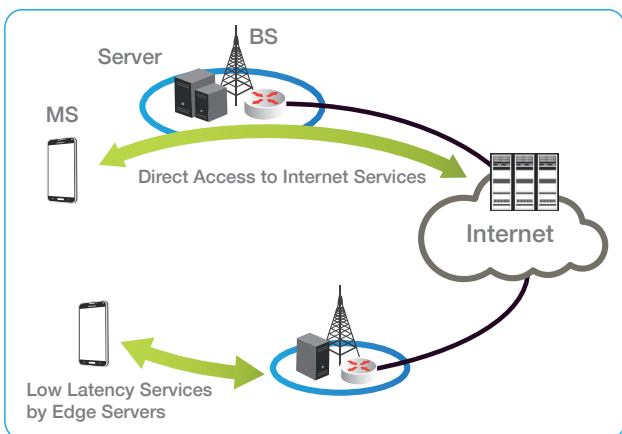 BS
Server
MS
Direct Access to Internet Services
Internet
Low Latency Services
by Edge Servers